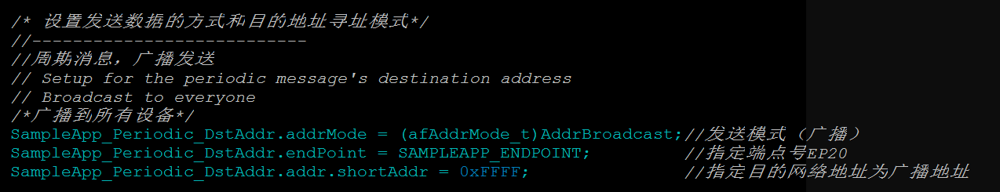 /* 设置发送数据的方式和目的地址寻址模式*/
//---------------------------
//周期消息，广播发送
// Setup for the periodic message's destination address
// Broadcast to everyone
/*广播到所有设备*/
SampleApp_Periodic_DstAddr.addrMode = (afAddrMode_t)AddrBroadcast;//发送模式（广播）
SampleApp_Periodic_DstAddr.endPoint = SAMPLEAPP_ENDPOINT; //指定端点号EP20
SampleApp_Periodic_DstAddr.addr.shortAddr = 0xFFFF; //指定目的网络地址为广播地址